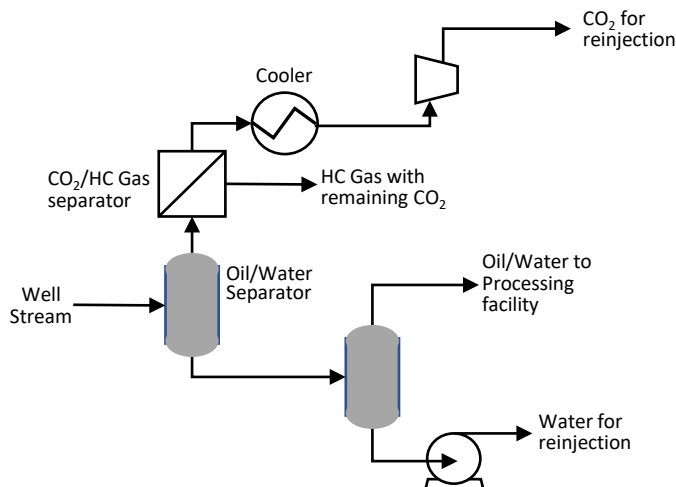 CO₂ for
reinjection
Cooler
CO₂/HC Gas
separator
HC Gas with
remaining CO₂
Oil/Water
Separator
Well
Stream
Oil/Water to
Processing
facility
Water for
reinjection